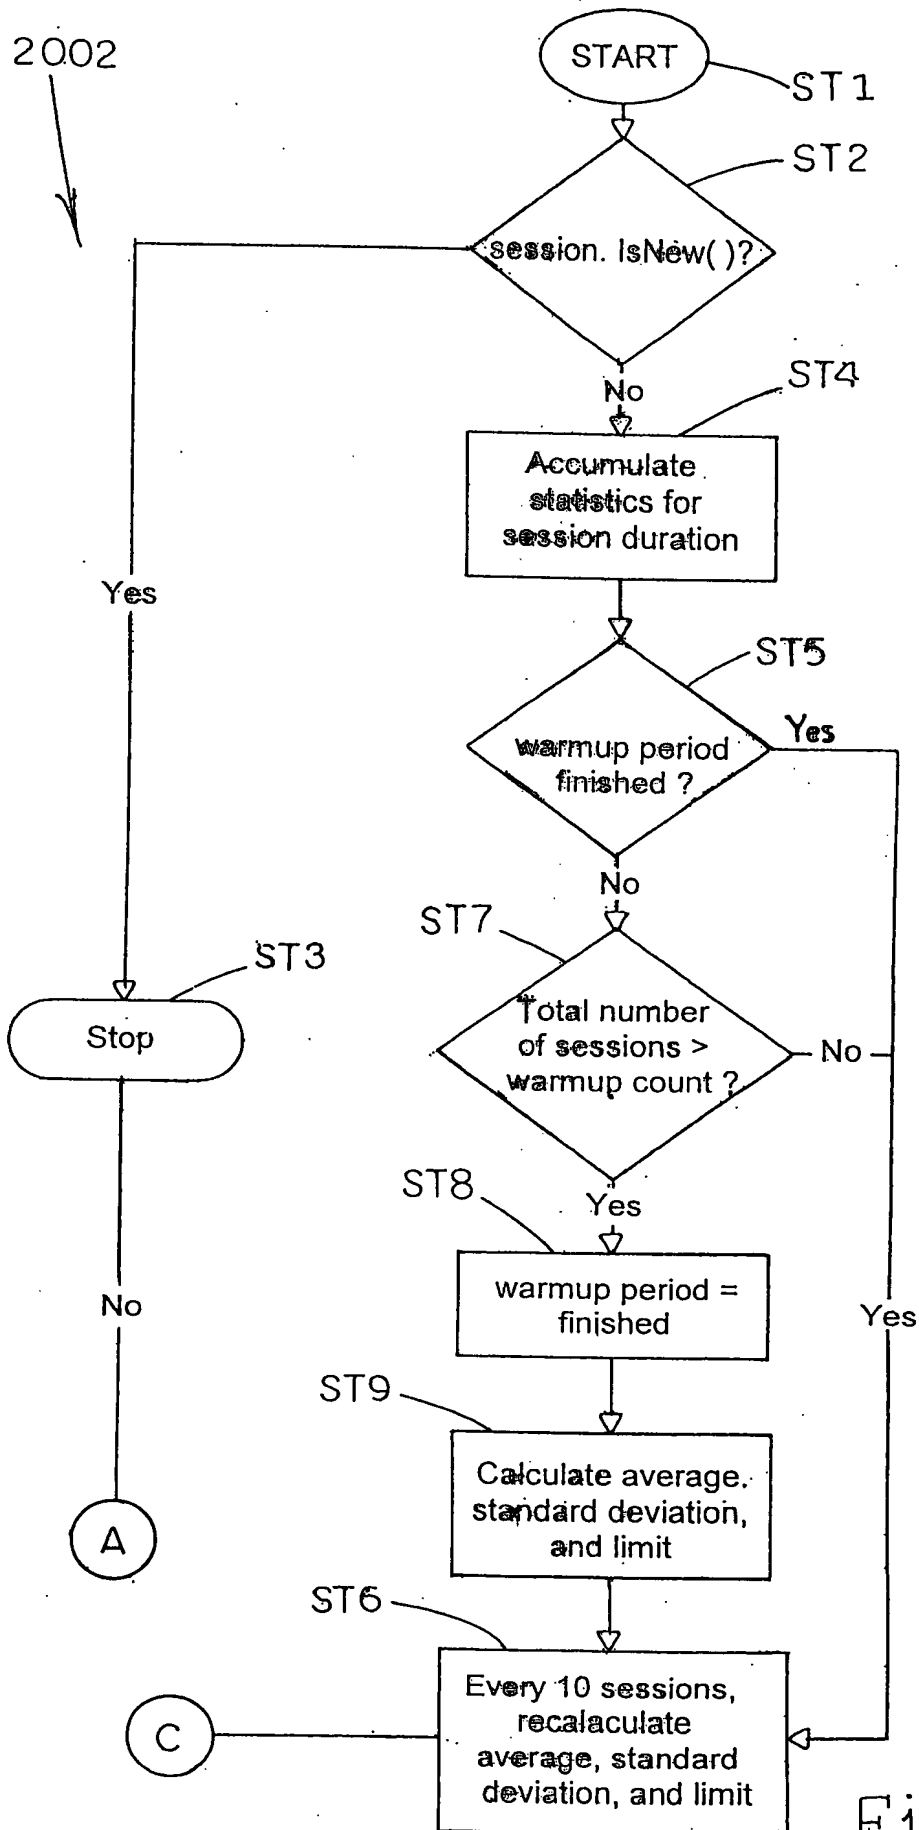 2002
START
ST1
ST2
session. IsNew( )?
No
ST4
Accumulate
statistics for
session duration
Yes
ST5
Yes
warmup period
finished ?
No
ST7
ST3
Stop
Total number
of sessions >
warmup count ?
No
ST8
Yes
warmup period =
finished
No
Yes
ST9
Calculate average.
standard deviation,
and limit
A
ST6
Every 10 sessions,
recalaculate
average, standard
deviation, and limit
C